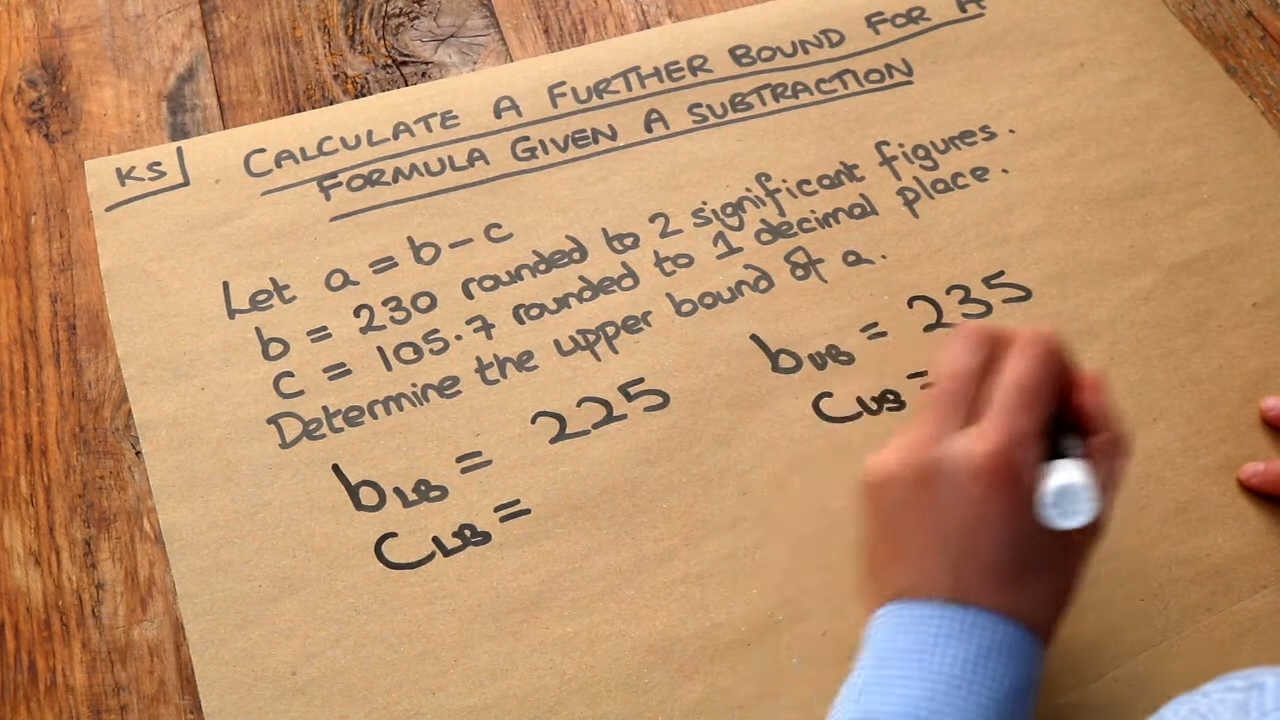 KS
CALCULATE A FURTHER BOUND FOR A
FORMULA GIVEN A SUBTRACTION
Let a = b - c
b = 230 rounded to 2 significant figures.
c = 105.7 rounded to 1 decimal place.
Determine the upper bound of a.
bLB = 225
bUB = 235
cLB =
cUB =